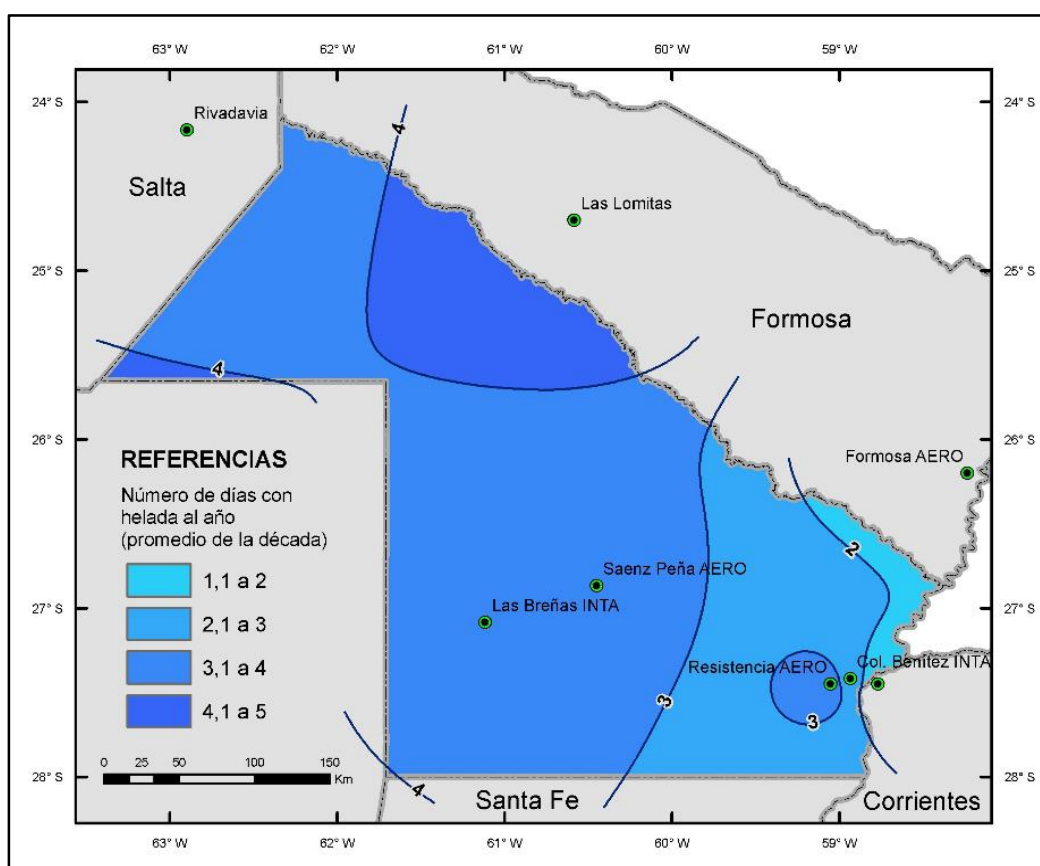 63° W 62° W 61° W 60° W 59° W
24° S 24° S
Rivadavia
4
Salta
Las Lomitas
25° S 25° S
Formosa
4
26° S 26° S
REFERENCIAS
Número de días con
helada al año
(promedio de la década)
1,1 a 2
2,1 a 3
3,1 a 4
4,1 a 5
0 25 50 100 150
Km
Formosa AERO
2
Saenz Peña AERO
Las Breñas INTA
27° S 27° S
Resistencia AERO
Col. Benítez INTA
3
3
4
28° S 28° S
Santa Fe
Corrientes
63° W 62° W 61° W 60° W 59° W